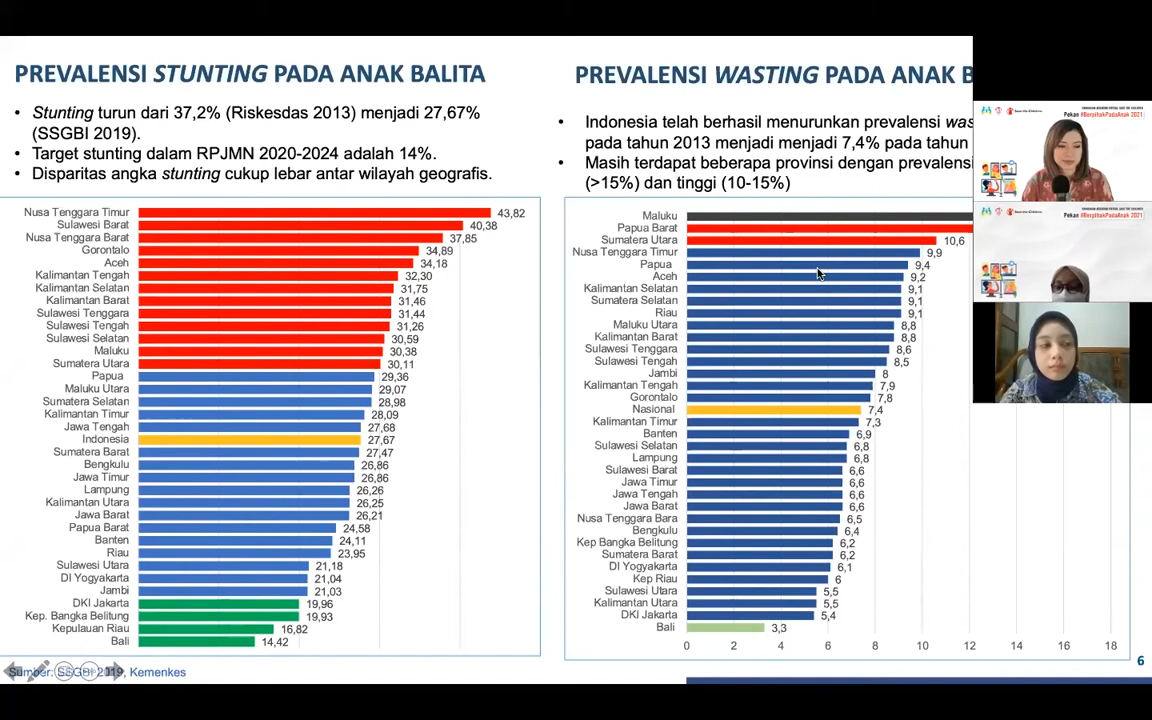 PREVALENSI STUNTING PADA ANAK BALITA
• Stunting turun dari 37,2% (Riskesdas 2013) menjadi 27,67%
(SSGBI 2019).
• Target stunting dalam RPJMN 2020-2024 adalah 14%.
• Disparitas angka stunting cukup lebar antar wilayah geografis.
Nusa Tenggara Timur 43,82
Sulawesi Barat 40,38
Nusa Tenggara Barat 37,85
Gorontalo 34,89
Aceh 34,18
Kalimantan Tengah 32,30
Kalimantan Selatan 31,75
Kalimantan Barat 31,46
Sulawesi Tenggara 31,44
Sulawesi Tengah 31,26
Sulawesi Selatan 30,59
Maluku 30,38
Sumatera Utara 30,11
Papua 29,36
Maluku Utara 29,07
Sumatera Selatan 28,98
Kalimantan Timur 28,09
Jawa Tengah 27,68
Indonesia 27,67
Sumatera Barat 27,47
Bengkulu 26,86
Jawa Timur 26,86
Lampung 26,26
Kalimantan Utara 26,25
Jawa Barat 26,21
Papua Barat 24,58
Banten 24,11
Riau 23,95
Sulawesi Utara 21,18
DI Yogyakarta 21,04
Jambi 21,03
DKI Jakarta 19,96
Kep. Bangka Belitung 19,93
Kepulauan Riau 16,82
Bali 14,42
Sumber: SSGBI 2019, Kemenkes
PREVALENSI WASTING PADA ANAK B
• Indonesia telah berhasil menurunkan prevalensi was
pada tahun 2013 menjadi menjadi 7,4% pada tahun
• Masih terdapat beberapa provinsi dengan prevalensi
(>15%) dan tinggi (10-15%)
Maluku
Papua Barat
Sumatera Utara 10,6
Nusa Tenggara Timur 9,9
Papua 9,4
Aceh 9,2
Kalimantan Selatan 9,1
Sumatera Selatan 9,1
Riau 9,1
Maluku Utara 8,8
Kalimantan Barat 8,8
Sulawesi Tenggara 8,6
Sulawesi Tengah 8,5
Jambi 8
Kalimantan Tengah 7,9
Gorontalo 7,8
Nasional 7,4
Kalimantan Timur 7,3
Banten 6,9
Sulawesi Selatan 6,8
Lampung 6,8
Sulawesi Barat 6,6
Jawa Timur 6,6
Jawa Tengah 6,6
Jawa Barat 6,6
Nusa Tenggara Bara 6,5
Bengkulu 6,4
Kep Bangka Belitung 6,2
Sumatera Barat 6,2
DI Yogyakarta 6,1
Kep Riau 6
Sulawesi Utara 5,5
Kalimantan Utara 5,5
DKI Jakarta 5,4
Bali 3,3
0 2 4 6 8 10 12 14 16 18
6
Pekan #BerpihakPadaAnak 2021
Pekan #BerpihakPadaAnak 2021